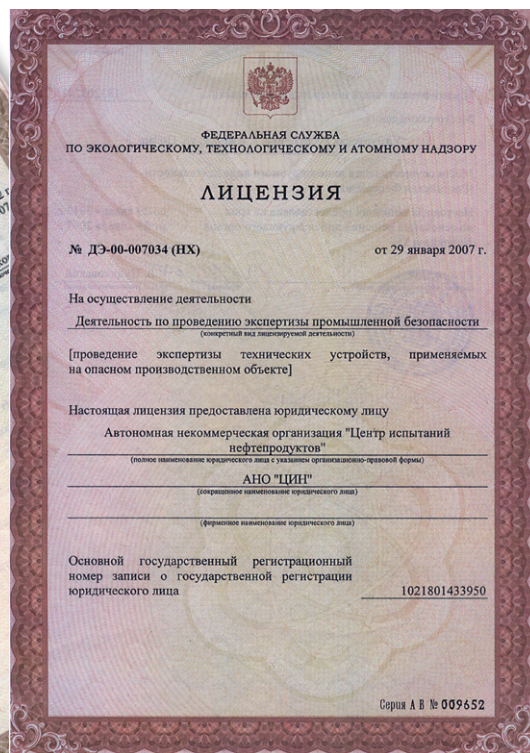 ФЕДЕРАЛЬНАЯ СЛУЖБА
ПО ЭКОЛОГИЧЕСКОМУ, ТЕХНОЛОГИЧЕСКОМУ И АТОМНОМУ НАДЗОРУ
ЛИЦЕНЗИЯ
№ ДЭ-00-007034 (НХ) от 29 января 2007 г.
На осуществление деятельности
Деятельность по проведению экспертизы промышленной безопасности
(конкретный вид лицензируемой деятельности)
[проведение экспертизы технических устройств, применяемых
на опасном производственном объекте]
Настоящая лицензия предоставлена юридическому лицу
Автономная некоммерческая организация "Центр испытаний
нефтепродуктов"
(полное наименование юридического лица с указанием организационно-правовой формы)
АНО "ЦИН"
(сокращенное наименование юридического лица)
(фирменное наименование юридического лица)
Основной государственный регистрационный
номер записи о государственной регистрации
юридического лица 1021801433950
Серия А В № 009652